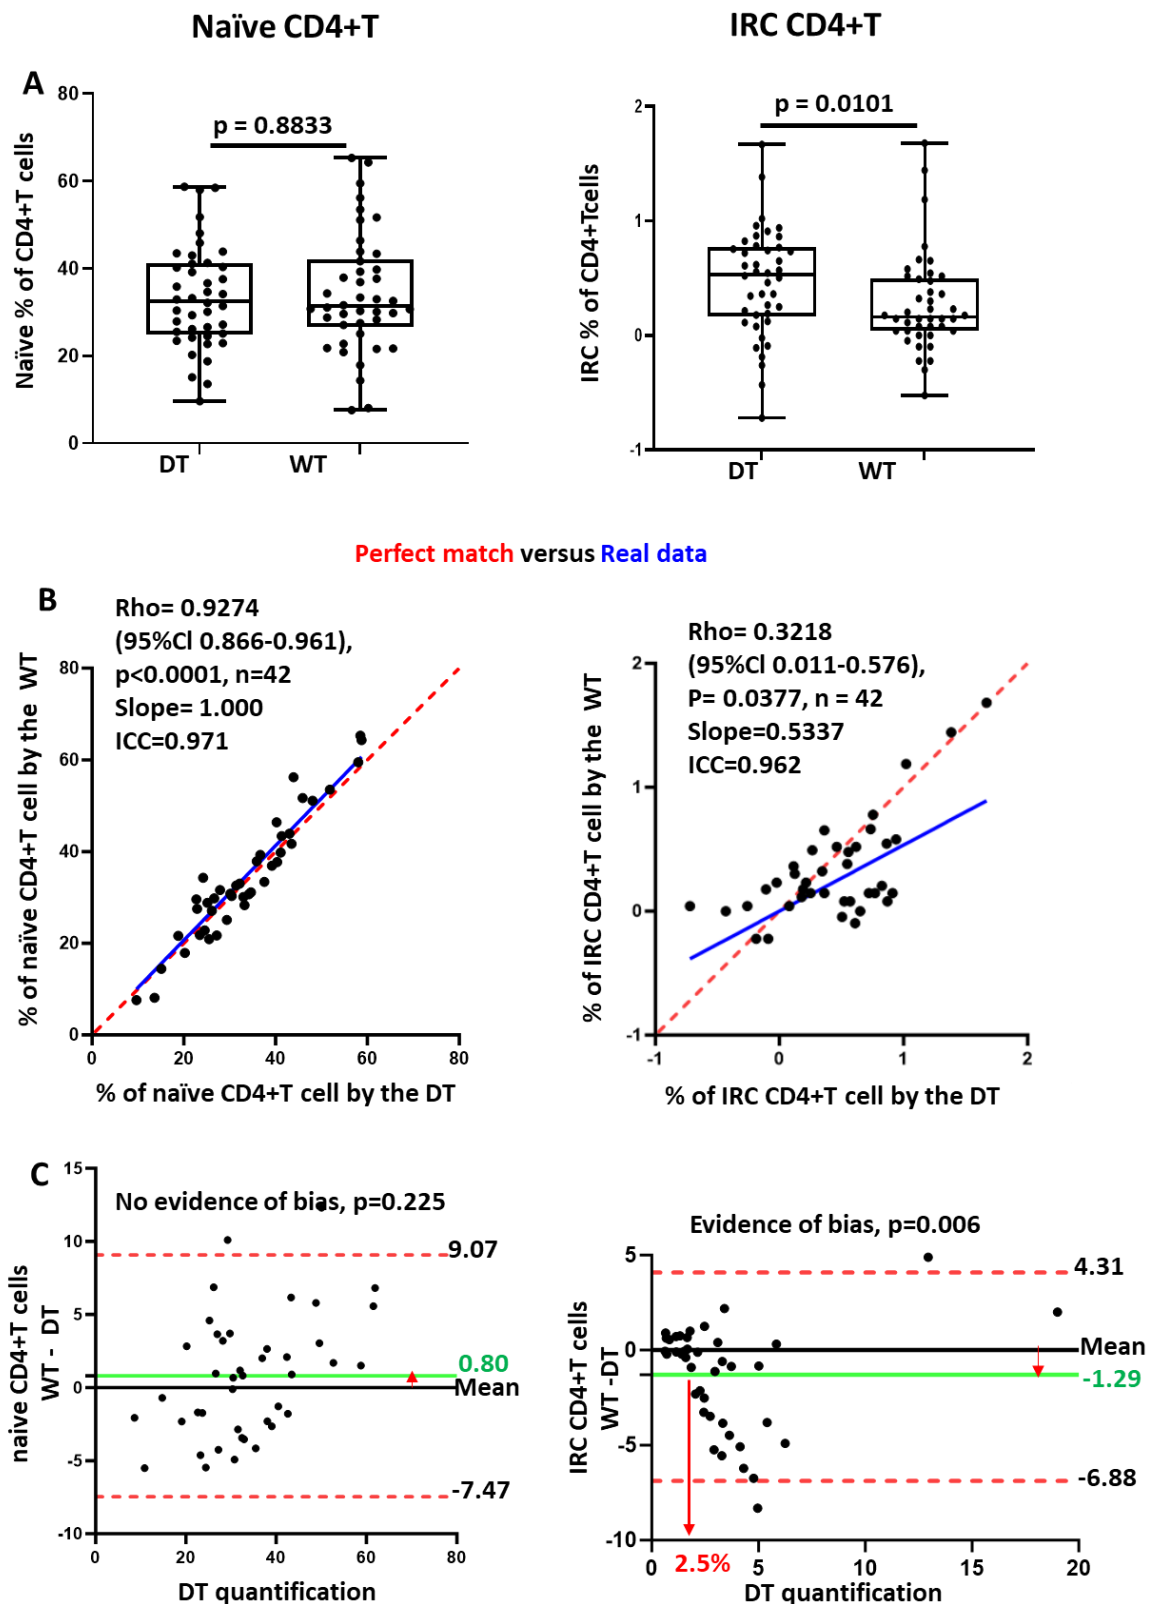 Naïve CD4+T
IRC CD4+T
A
80
60
40
20
0
Naïve % of CD4+T cells
p = 0.8833
DT
WT
2
1
0
-1
IRC % of CD4+Tcells
p = 0.0101
DT
WT
Perfect match versus Real data
B
Rho= 0.9274
(95%Cl 0.866-0.961),
p<0.0001, n=42
Slope= 1.000
ICC=0.971
80
60
40
20
0
% of naïve CD4+T cell by the WT
0
20
40
60
80
% of naïve CD4+T cell by the DT
Rho= 0.3218
(95%Cl 0.011-0.576),
P= 0.0377, n = 42
Slope=0.5337
ICC=0.962
2
1
0
-1
% of IRC CD4+T cell by the WT
-1
0
1
2
% of IRC CD4+T cell by the DT
C
No evidence of bias, p=0.225
15
10
5
0
-5
-10
naive CD4+T cells
WT - DT
9.07
0.80
Mean
-7.47
0
20
40
60
80
DT quantification
Evidence of bias, p=0.006
5
0
-5
-10
IRC CD4+T cells
WT -DT
4.31
Mean
-1.29
-6.88
0
2.5%
5
10
15
20
DT quantification